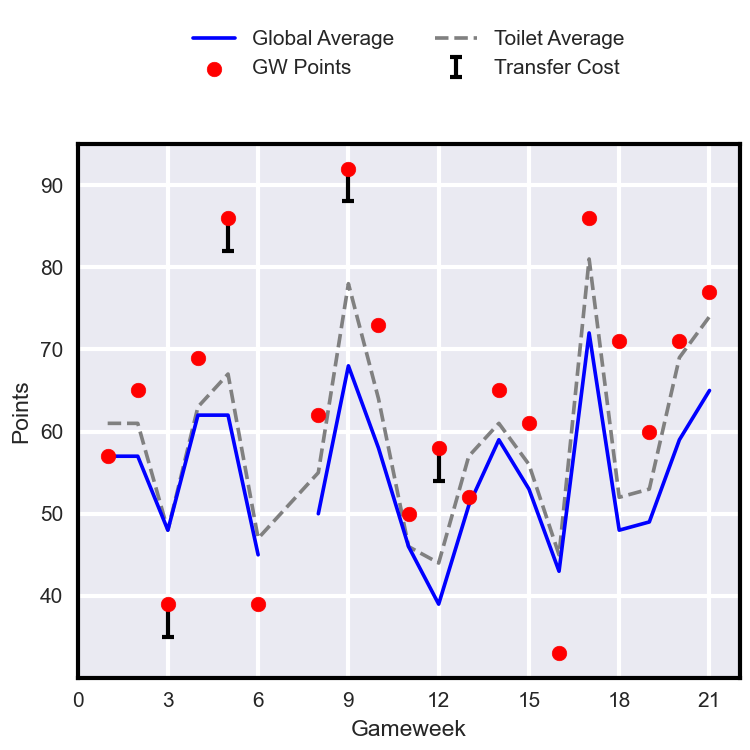 Global Average
Toilet Average
GW Points
Transfer Cost
90
80
70
60
50
40
Points
0 3 6 9 12 15 18 21
Gameweek